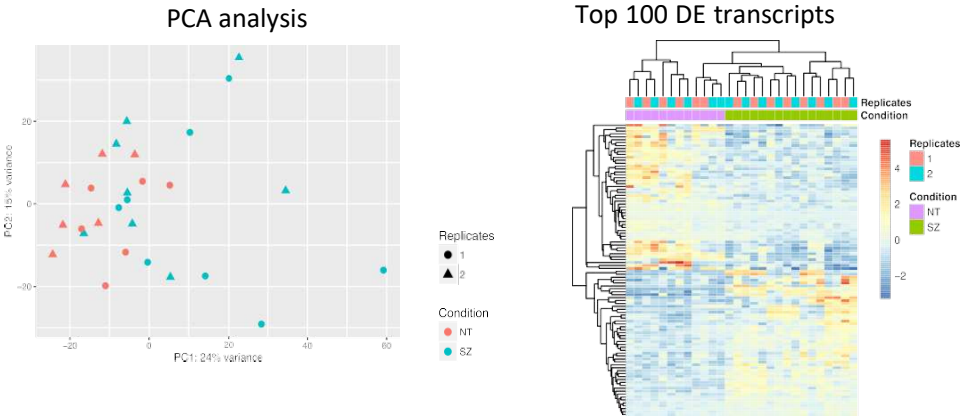 PCA analysis
Top 100 DE transcripts
20
0
−20
PC2: 15% variance
−20
0
20
40
60
PC1: 24% variance
Replicates
1
2
Condition
NT
SZ
Replicates
Condition
4
2
0
−2
Replicates
1
2
Condition
NT
SZ